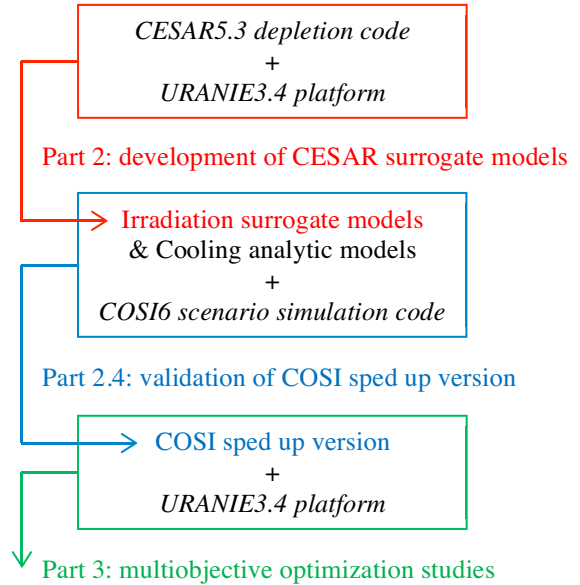 CESAR5.3 depletion code
+
URANIE3.4 platform
Part 2: development of CESAR surrogate models
Irradiation surrogate models
& Cooling analytic models
+
COSI6 scenario simulation code
Part 2.4: validation of COSI sped up version
COSI sped up version
+
URANIE3.4 platform
Part 3: multiobjective optimization studies